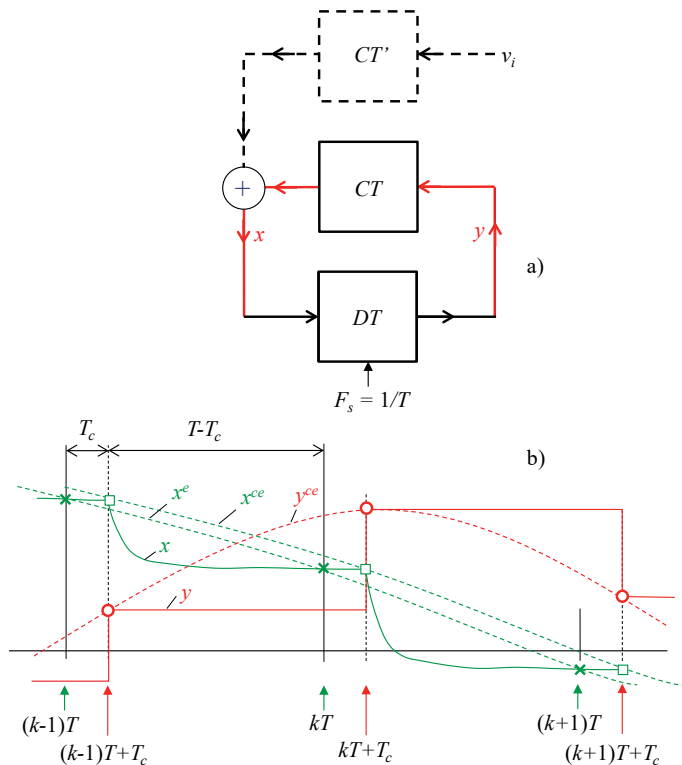 CT’
v_i
+
CT
x
y
a)
DT
F_s = 1/T
T_c
T-T_c
b)
x^e
x^{ce}
y^{ce}
x
y
(k-1)T
kT
(k+1)T
(k-1)T+T_c
kT+T_c
(k+1)T+T_c